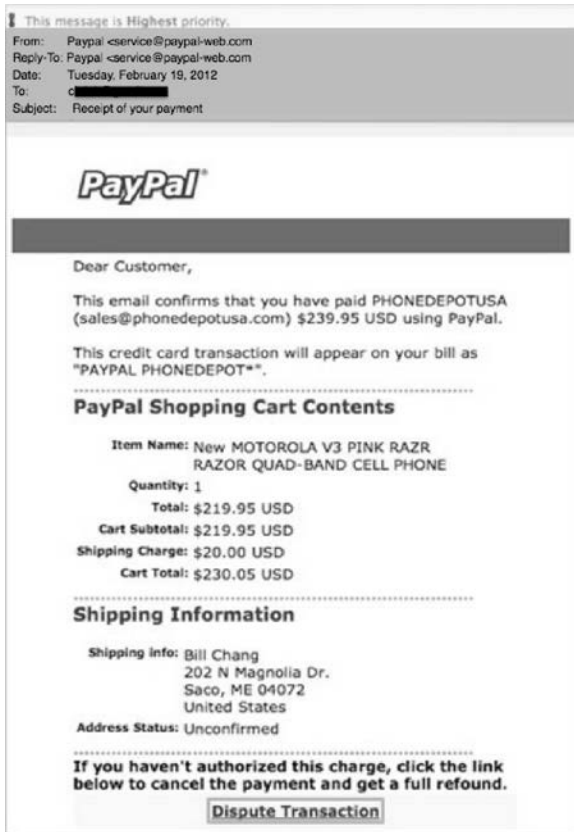 This message is Highest priority.
From: Paypal <service@paypal-web.com
Reply-To: Paypal <service@paypal-web.com
Date: Tuesday, February 19, 2012
To: c
Subject: Receipt of your payment
PayPal®
Dear Customer,
This email confirms that you have paid PHONEDEPOTUSA
(sales@phonedepotusa.com) $239.95 USD using PayPal.
This credit card transaction will appear on your bill as
"PAYPAL PHONEDEPOT*".
PayPal Shopping Cart Contents
Item Name: New MOTOROLA V3 PINK RAZR
RAZOR QUAD-BAND CELL PHONE
Quantity: 1
Total: $219.95 USD
Cart Subtotal: $219.95 USD
Shipping Charge: $20.00 USD
Cart Total: $230.05 USD
Shipping Information
Shipping info: Bill Chang
202 N Magnolia Dr.
Saco, ME 04072
United States
Address Status: Unconfirmed
If you haven't authorized this charge, click the link
below to cancel the payment and get a full refound.
Dispute Transaction